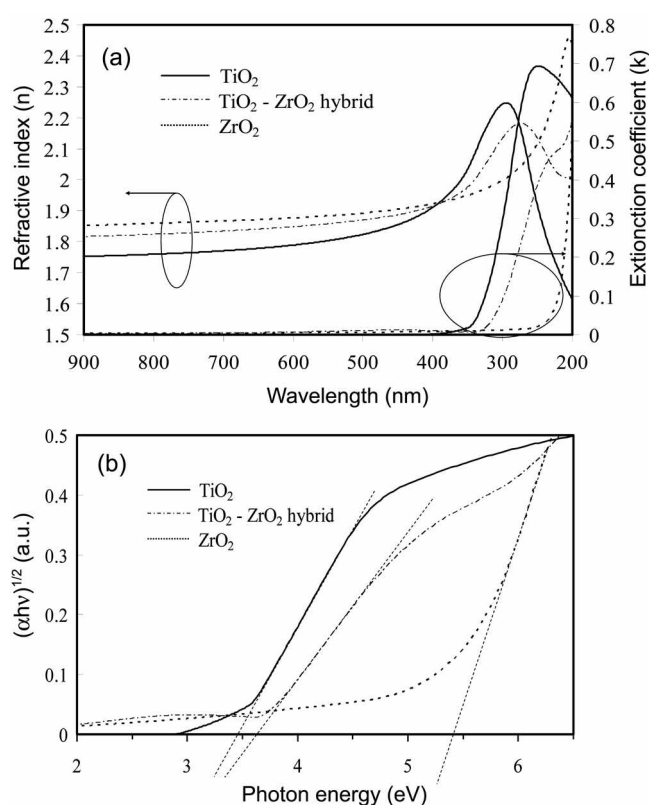 (a)
TiO2
TiO2 - ZrO2 hybrid
ZrO2
Refractive index (n)
2.5
2.4
2.3
2.2
2.1
2
1.9
1.8
1.7
1.6
1.5
0.8
0.7
0.6
0.5
0.4
0.3
0.2
0.1
0
Extionction coefficient (k)
900 800 700 600 500 400 300 200
Wavelength (nm)
(b)
TiO2
TiO2 - ZrO2 hybrid
ZrO2
(αhν)1/2 (a.u.)
0.5
0.4
0.3
0.2
0.1
0
2 3 4 5 6
Photon energy (eV)